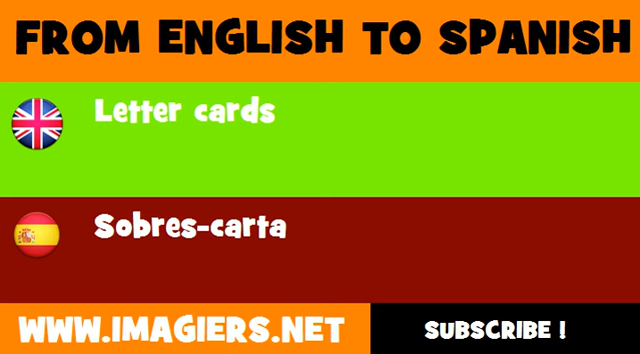 FROM ENGLISH TO SPANISH
Letter cards
Sobres-carta
WWW.IMAGIERS.NET
SUBSCRIBE !